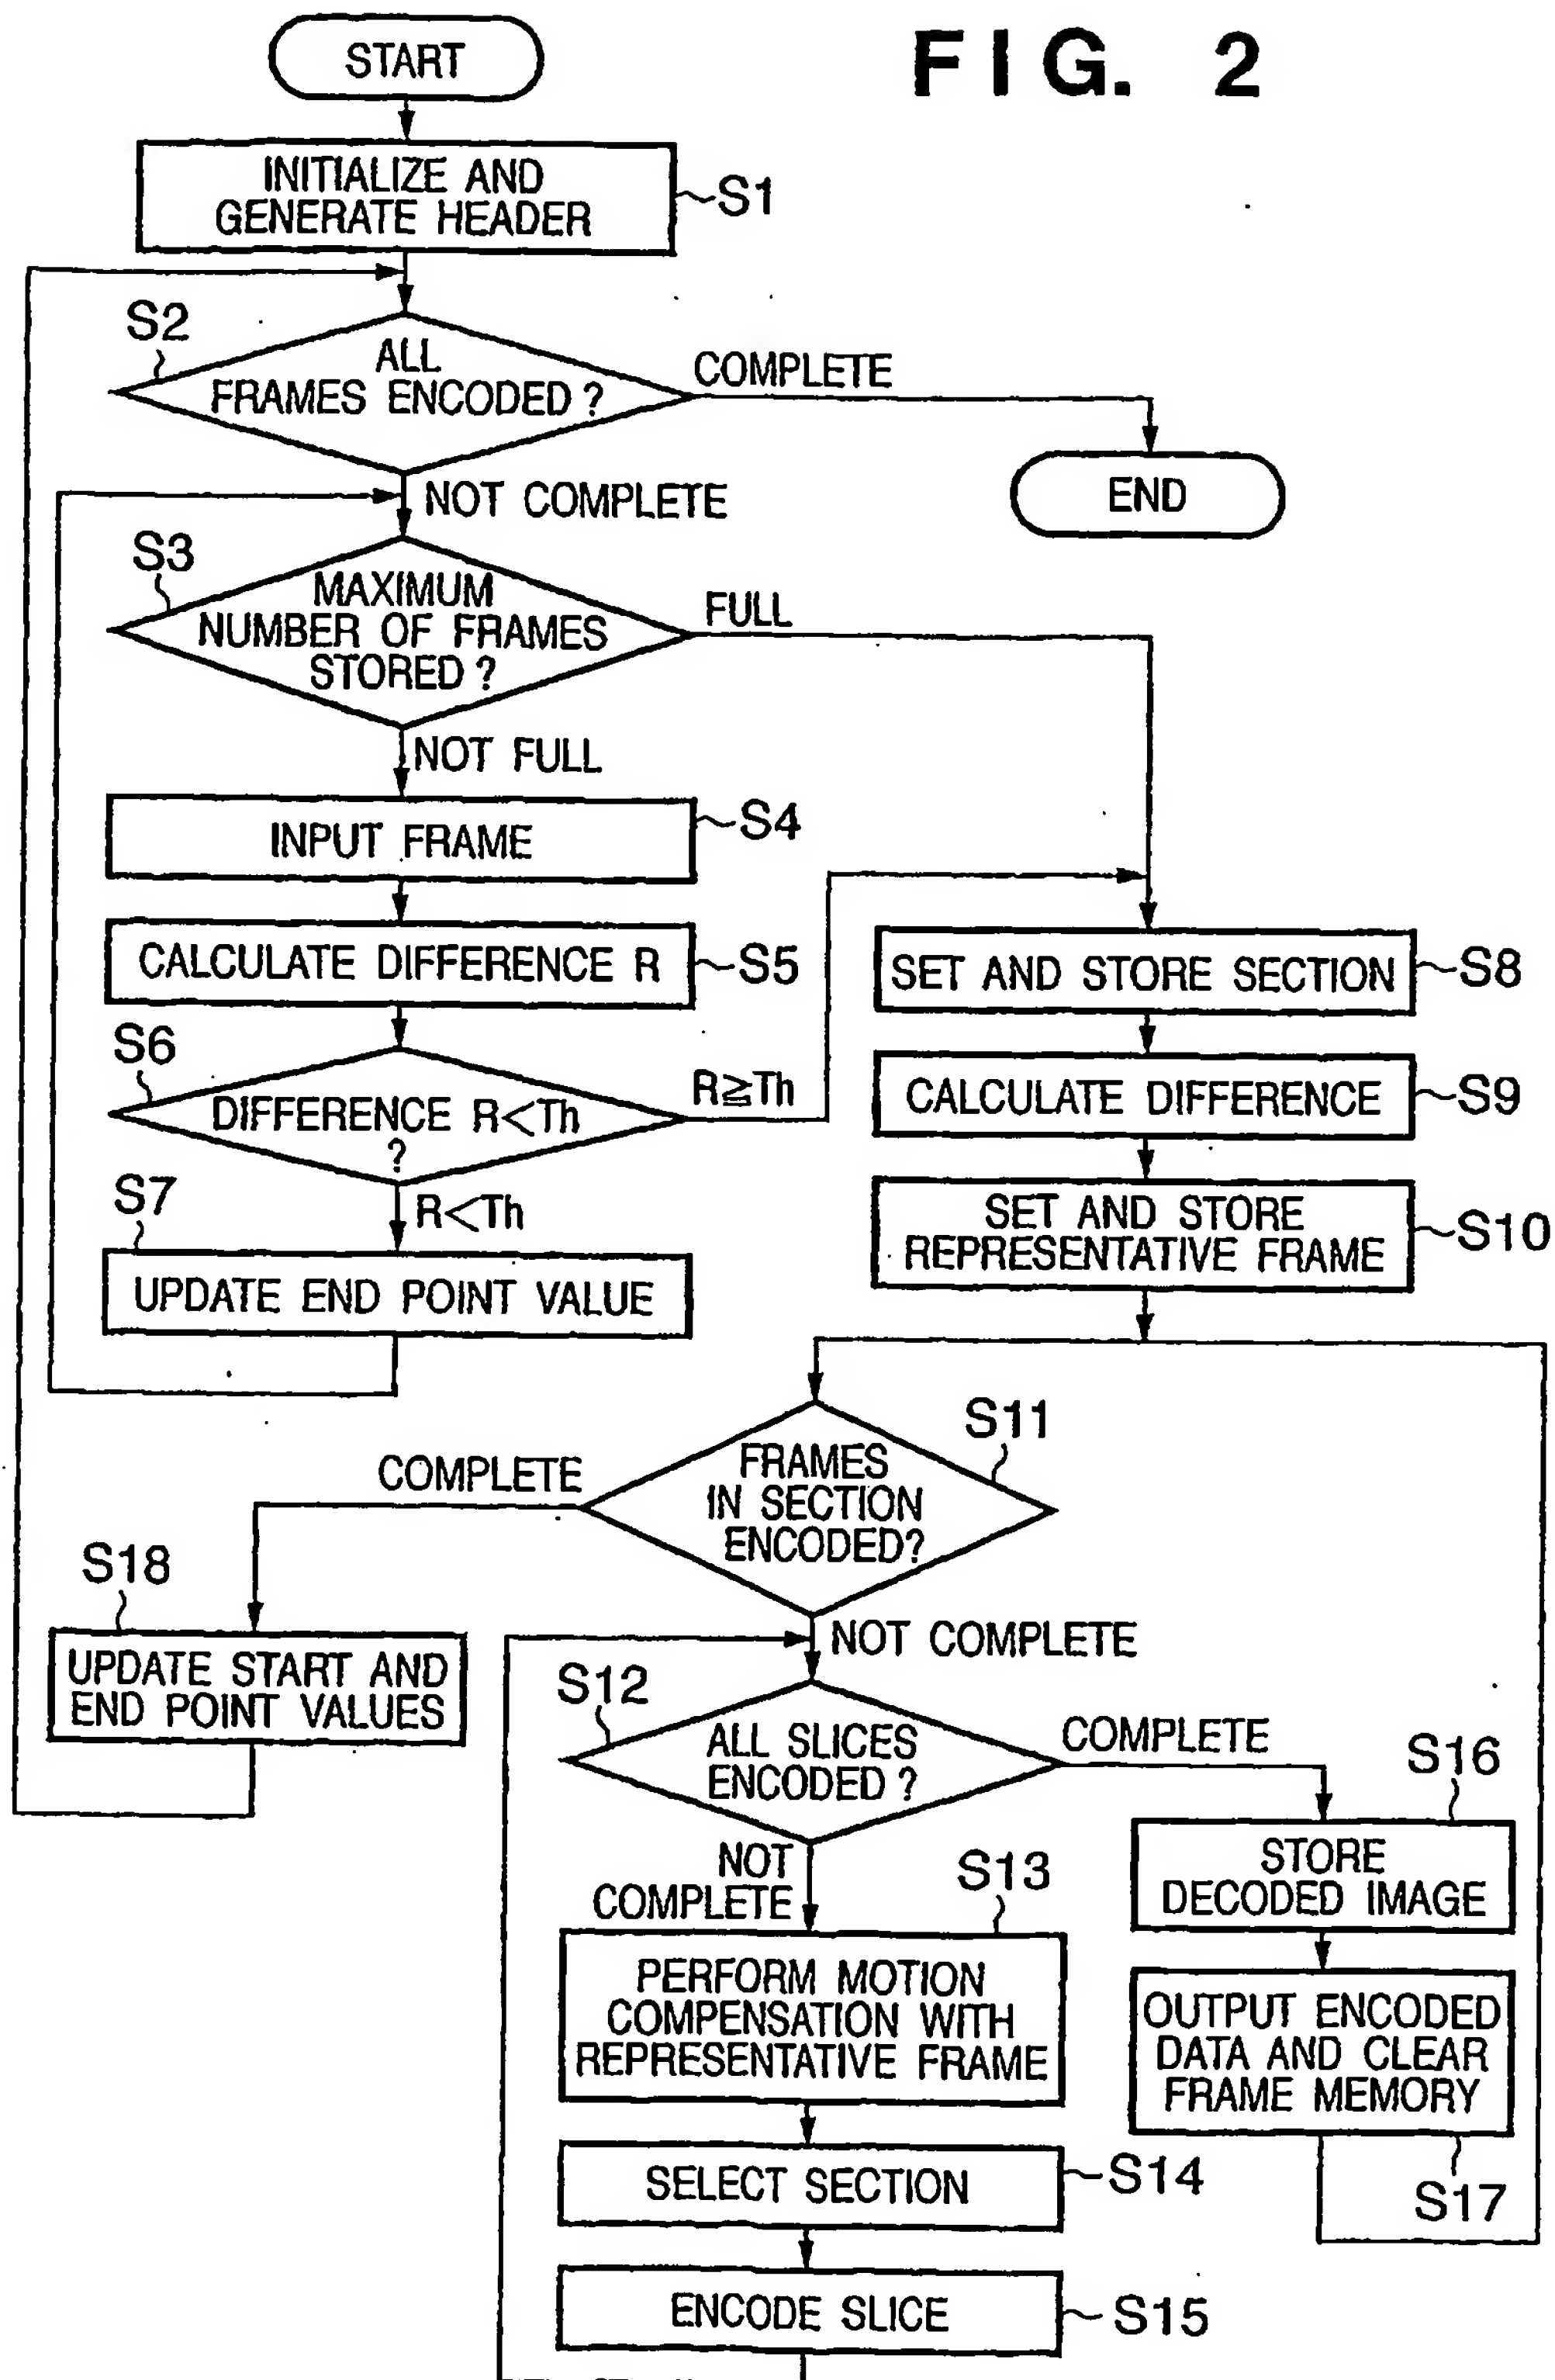 FIG. 2
START
INITIALIZE AND
GENERATE HEADER
S1
S2
ALL
FRAMES ENCODED?
COMPLETE
END
NOT COMPLETE
S3
MAXIMUM
NUMBER OF FRAMES
STORED?
FULL
NOT FULL
INPUT FRAME
S4
CALCULATE DIFFERENCE R
S5
S6
DIFFERENCE R<Th
?
R≧Th
R<Th
S7
UPDATE END POINT VALUE
SET AND STORE SECTION
S8
CALCULATE DIFFERENCE
S9
SET AND STORE
REPRESENTATIVE FRAME
S10
S11
FRAMES
IN SECTION
ENCODED?
COMPLETE
S18
UPDATE START AND
END POINT VALUES
NOT COMPLETE
S12
ALL SLICES
ENCODED?
COMPLETE
NOT
COMPLETE
S13
PERFORM MOTION
COMPENSATION WITH
REPRESENTATIVE FRAME
SELECT SECTION
S14
ENCODE SLICE
S15
S16
STORE
DECODED IMAGE
OUTPUT ENCODED
DATA AND CLEAR
FRAME MEMORY
S17